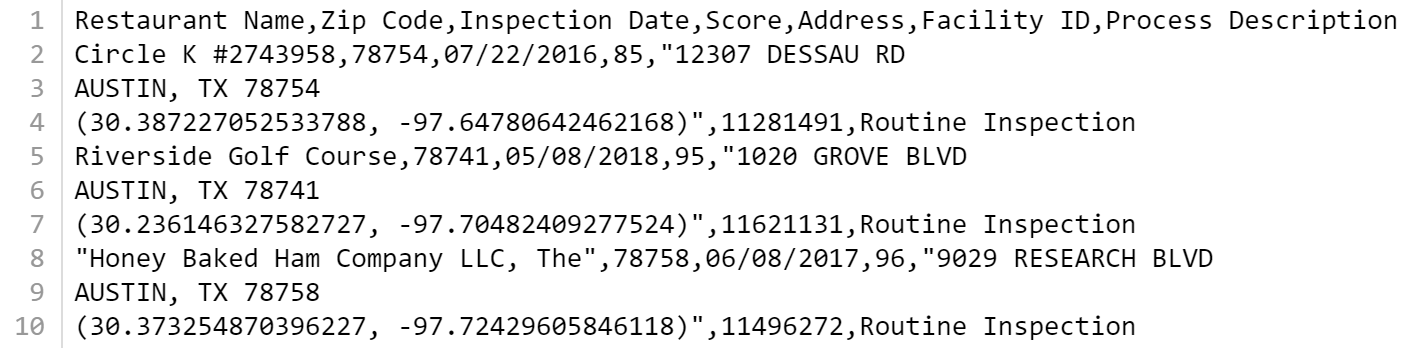 1 Restaurant Name,Zip Code,Inspection Date,Score,Address,Facility ID,Process Description
2 Circle K #2743958,78754,07/22/2016,85,"12307 DESSAU RD
3 AUSTIN, TX 78754
4 (30.387227052533788, -97.64780642462168)",11281491,Routine Inspection
5 Riverside Golf Course,78741,05/08/2018,95,"1020 GROVE BLVD
6 AUSTIN, TX 78741
7 (30.236146327582727, -97.70482409277524)",11621131,Routine Inspection
8 "Honey Baked Ham Company LLC, The",78758,06/08/2017,96,"9029 RESEARCH BLVD
9 AUSTIN, TX 78758
10 (30.373254870396227, -97.72429605846118)",11496272,Routine Inspection